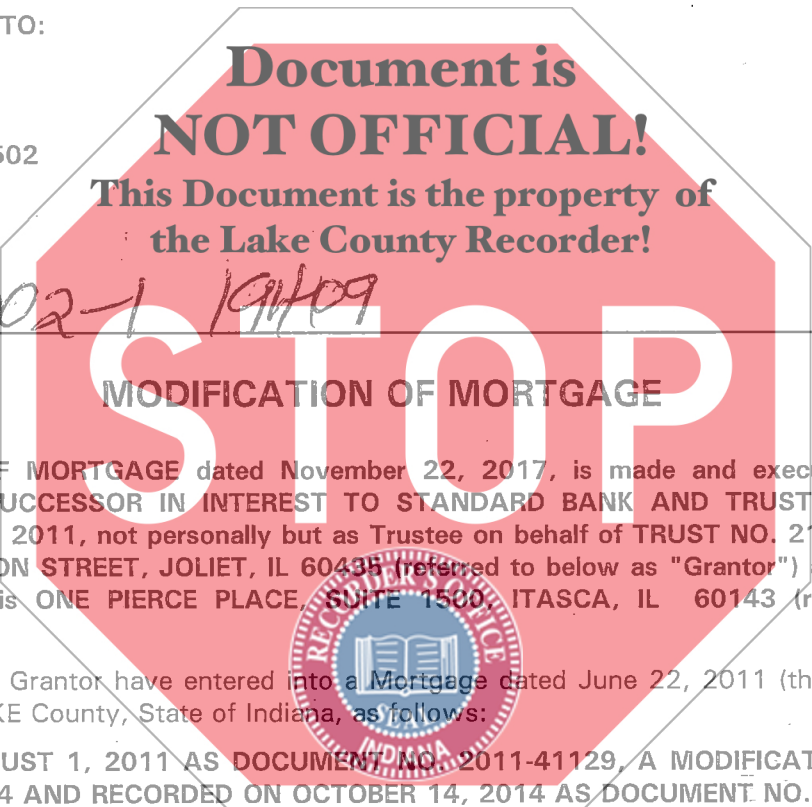 TO:
Document is
NOT OFFICIAL!
502
This Document is the property of
the Lake County Recorder!
02-1 19409
STOP
MODIFICATION OF MORTGAGE
F MORTGAGE dated November 22, 2017, is made and exec
UCCESSOR IN INTEREST TO STANDARD BANK AND TRUST
2011, not personally but as Trustee on behalf of TRUST NO. 21
ON STREET, JOLIET, IL 60435 (referred to below as "Grantor")
is ONE PIERCE PLACE, SUITE 1500, ITASCA, IL 60143 (r
RECORDER'S OFFICE
SEAL
INDIANA
Grantor have entered into a Mortgage dated June 22, 2011 (th
KE County, State of Indiana, as follows:
UST 1, 2011 AS DOCUMENT NO. 2011-41129, A MODIFICAT
4 AND RECORDED ON OCTOBER 14, 2014 AS DOCUMENT NO.